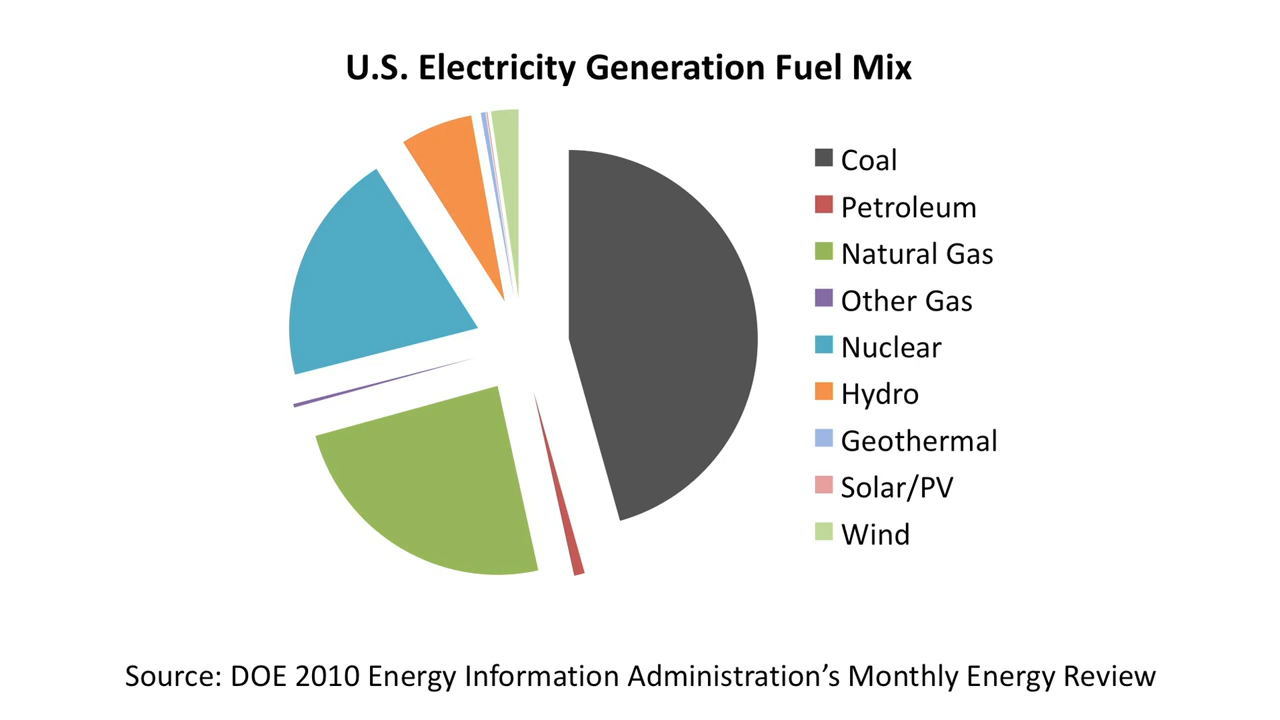 U.S. Electricity Generation Fuel Mix
Coal
Petroleum
Natural Gas
Other Gas
Nuclear
Hydro
Geothermal
Solar/PV
Wind
Source: DOE 2010 Energy Information Administration’s Monthly Energy Review